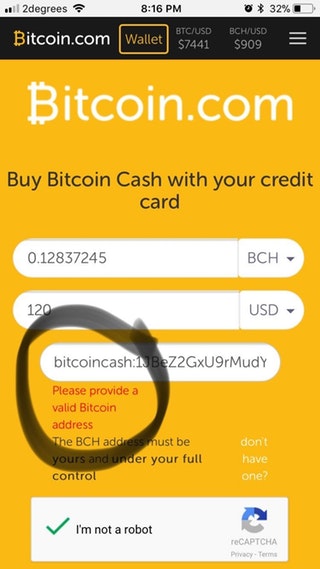 2degrees 8:16 PM 32%
Bitcoin.com Wallet BTC/USD BCH/USD
$7441 $909
Bitcoin.com
Buy Bitcoin Cash with your credit
card
0.12837245 BCH
120 USD
bitcoincash:1JBeZ2GxU9rMudY
Please provide a
valid Bitcoin
address
The BCH address must be don't
yours and under your full have
control one?
I'm not a robot
reCAPTCHA
Privacy - Terms